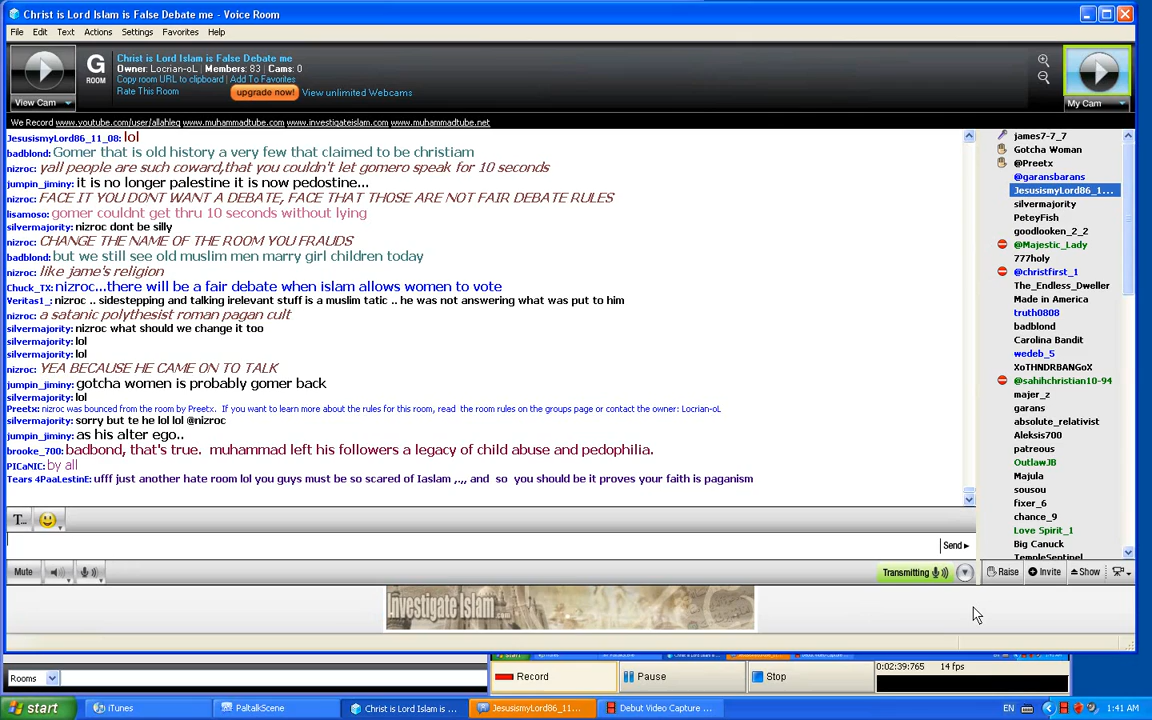 Christ is Lord Islam is False Debate me - Voice Room
File Edit Text Actions Settings Favorites Help
View Cam
G ROOM
Christ is Lord Islam is False Debate me
Owner: Locrian-oL | Members: 83 | Cams: 0
Copy room URL to clipboard | Add To Favorites
Rate This Room
upgrade now! View unlimited Webcams
My Cam
We Record www.youtube.com/user/allahleq www.muhammadtube.com www.investigateislam.com www.muhammadtube.net
JesusismyLord86_11_08: lol
badblond: Gomer that is old history a very few that claimed to be christiam
nizroc: yall people are such coward,that you couldn't let gomero speak for 10 seconds
jumpin_jiminy: it is no longer palestine it is now pedostine...
nizroc: FACE IT YOU DONT WANT A DEBATE, FACE THAT THOSE ARE NOT FAIR DEBATE RULES
lisamoso: gomer couldnt get thru 10 seconds without lying
silvermajority: nizroc dont be silly
nizroc: CHANGE THE NAME OF THE ROOM YOU FRAUDS
badblond: but we still see old muslim men marry girl children today
nizroc: like jame's religion
Chuck_TX: nizroc...there will be a fair debate when islam allows women to vote
Veritas1_: nizroc .. sidestepping and talking irelevant stuff is a muslim tatic .. he was not answering what was put to him
nizroc: a satanic polythesist roman pagan cult
silvermajority: nizroc what should we change it too
silvermajority: lol
silvermajority: lol
nizroc: YEA BECAUSE HE CAME ON TO TALK
jumpin_jiminy: gotcha women is probably gomer back
silvermajority: lol
Preetx: nizroc was bounced from the room by Preetx. If you want to learn more about the rules for this room, read the room rules on the groups page or contact the owner: Locrian-oL
silvermajority: sorry but te he lol lol @nizroc
jumpin_jiminy: as his alter ego..
brooke_700: badbond, that's true. muhammad left his followers a legacy of child abuse and pedophilia.
PICaNIC: by all
Tears 4PaaLestinE: ufff just another hate room lol you guys must be so scared of Iaslam ,.,, and so you should be it proves your faith is paganism
james7-7_7
Gotcha Woman
@Preetx
@garansbarans
JesusismyLord86_1...
silvermajority
PeteyFish
goodlooken_2_2
@Majestic_Lady
777holy
@christfirst_1
The_Endless_Dweller
Made in America
truth0808
badblond
Carolina Bandit
wedeb_5
XoTHNDRBANGoX
@sahihchristian10-94
majer_z
garans
absolute_relativist
Aleksis700
patreous
OutlawJB
Majula
sousou
fixer_6
chance_9
Love Spirit_1
Big Canuck
TempleSentinel
T...
Send
Mute
Transmitting
Raise Invite Show
Investigate Islam.com
Rooms
Record Pause Stop
0:02:39:765 14 fps
start iTunes PaltalkScene Christ is Lord Islam is ... JesusismyLord86_11... Debut Video Capture ... EN 1:41 AM